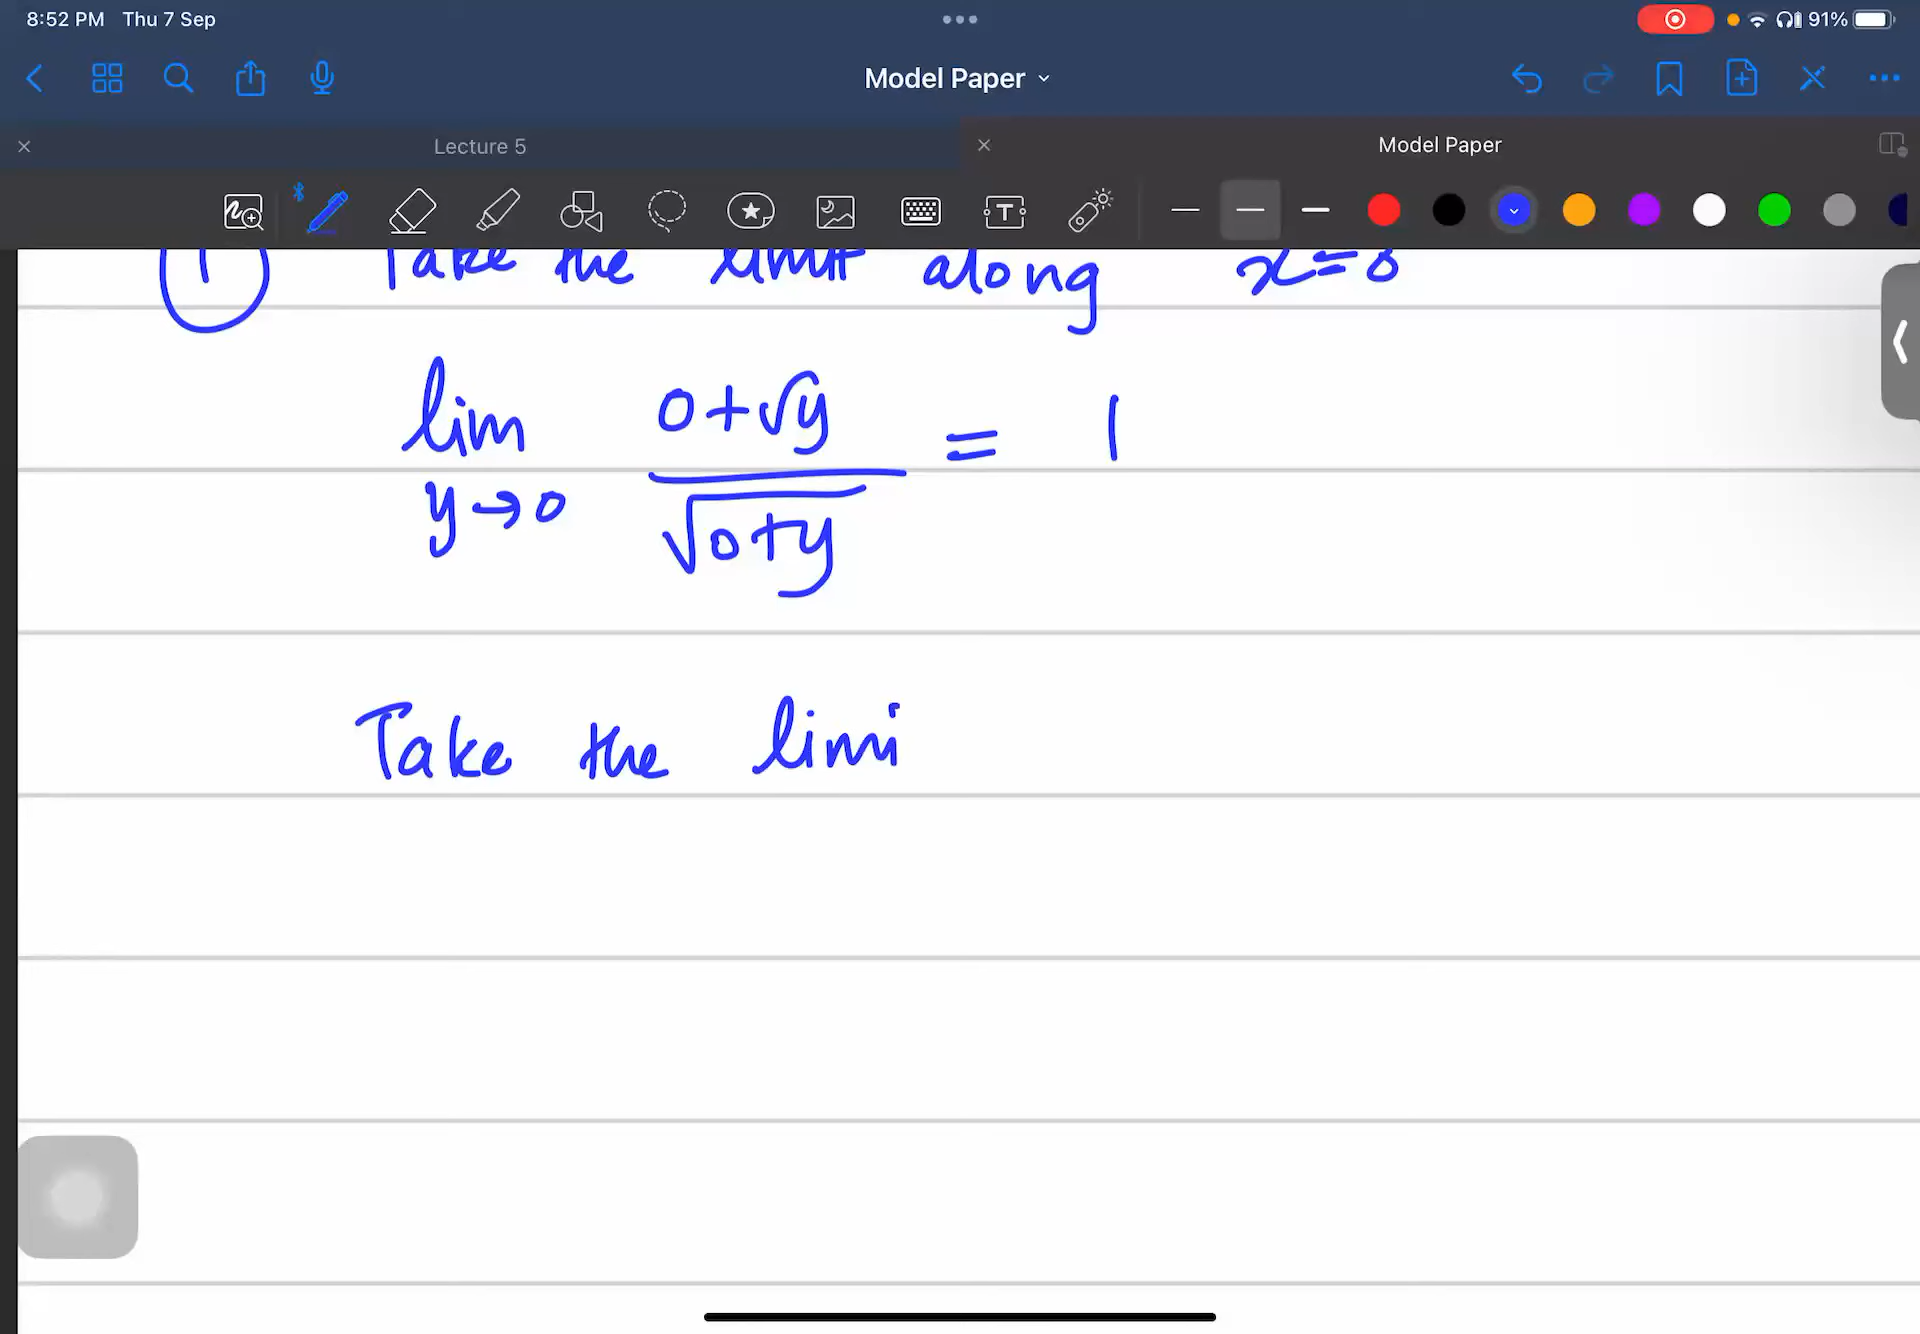 8:52 PM Thu 7 Sep 91%
Model Paper
Lecture 5 Model Paper
1 Take the limit along x=0
lim 0+√y = 1
y→0 √0+y
Take the limi